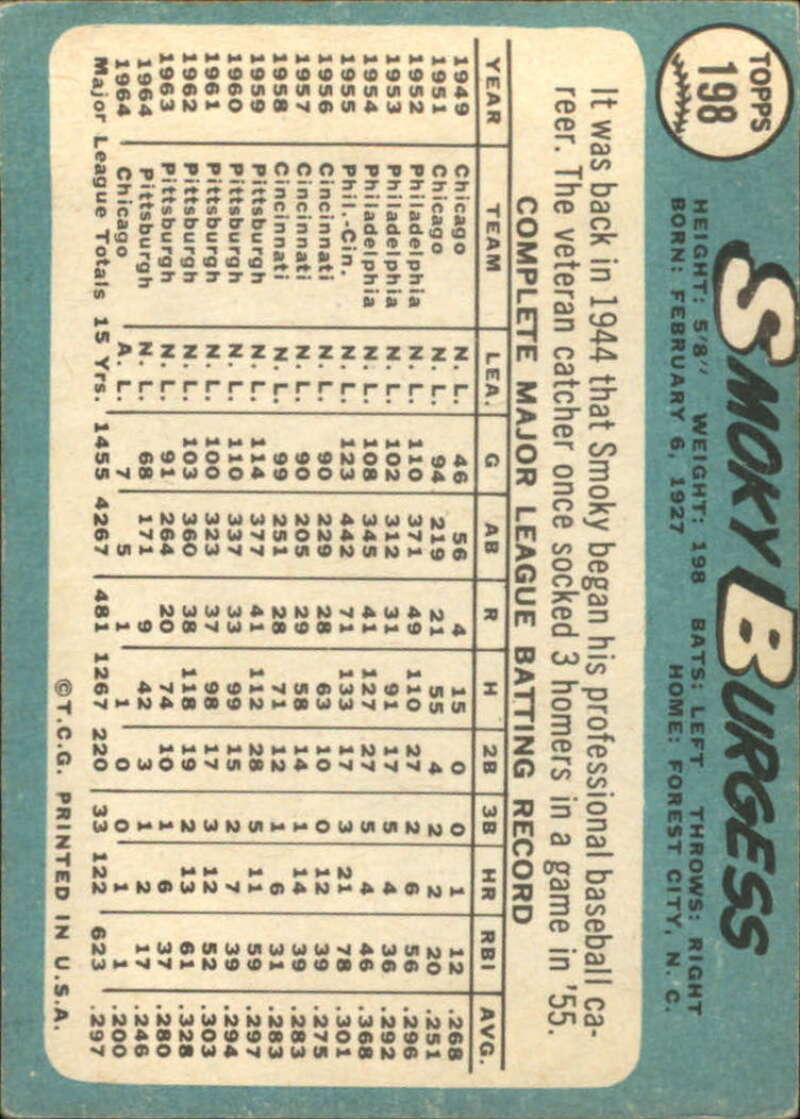 TOPPS
198
SMOKY BURGESS
HEIGHT: 5'8" WEIGHT: 198 BATS: LEFT THROWS: RIGHT
BORN: FEBRUARY 6, 1927 HOME: FOREST CITY, N. C.
It was back in 1944 that Smoky began his professional baseball ca-
reer. The veteran catcher once socked 3 homers in a game in '55.
COMPLETE MAJOR LEAGUE BATTING RECORD
YEAR TEAM LEA. G AB R H 2B 3B HR RBI AVG.
1949 Chicago N. L. 46 56 4 15 0 0 1 12 .268
1951 Chicago N. L. 94 219 21 55 4 2 2 20 .251
1952 Philadelphia N. L. 110 371 49 110 27 2 6 56 .296
1953 Philadelphia N. L. 102 312 31 91 17 5 4 36 .292
1954 Philadelphia N. L. 108 345 41 127 27 5 4 46 .368
1955 Phil.-Cin. N. L. 123 442 71 133 17 3 21 78 .301
1956 Cincinnati N. L. 90 229 28 63 10 0 12 39 .275
1957 Cincinnati N. L. 90 205 29 58 14 1 14 39 .283
1958 Cincinnati N. L. 99 251 28 71 12 1 6 31 .283
1959 Pittsburgh N. L. 114 377 41 112 28 5 11 59 .297
1960 Pittsburgh N. L. 110 337 33 99 15 2 7 39 .294
1961 Pittsburgh N. L. 100 323 37 98 17 3 12 52 .303
1962 Pittsburgh N. L. 103 360 38 118 19 2 13 61 .328
1963 Pittsburgh N. L. 91 264 20 74 10 1 6 37 .280
1964 Pittsburgh N. L. 68 171 9 42 3 1 2 17 .246
1964 Chicago A. L. 7 5 1 1 0 0 1 1 .200
Major League Totals 15 Yrs. 1455 4267 481 1267 220 33 122 623 .297
©T.C.G. PRINTED IN U.S.A.